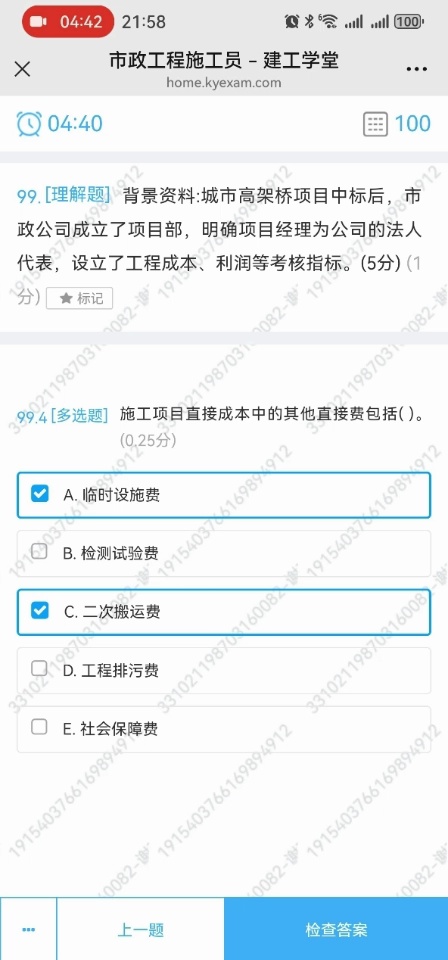 04:42 21:58 100
市政工程施工员 – 建工学堂
home.kyexam.com
04:40 100
99.[理解题] 背景资料:城市高架桥项目中标后，市
政公司成立了项目部，明确项目经理为公司的法人
代表，设立了工程成本、利润等考核指标。(5分) (1
分) ★ 标记
99.4 [多选题] 施工项目直接成本中的其他直接费包括( )。
(0.25分)
A. 临时设施费
B. 检测试验费
C. 二次搬运费
D. 工程排污费
E. 社会保障费
上一题 检查答案